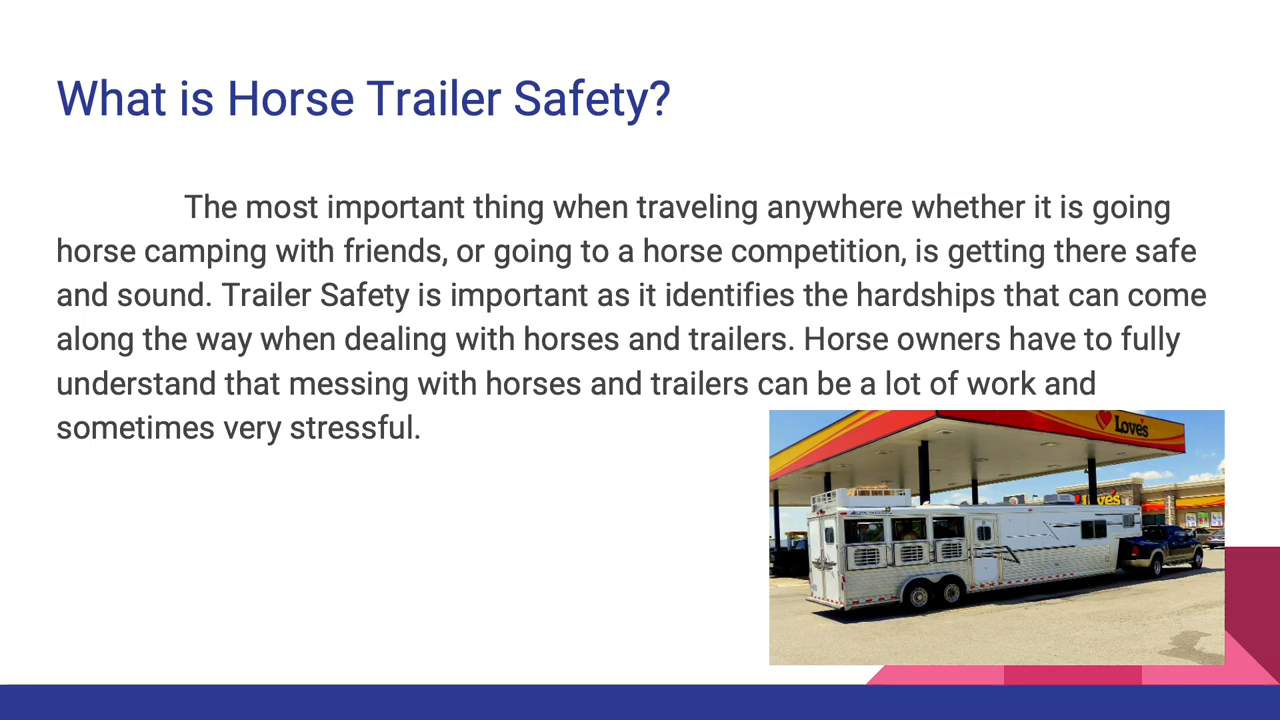 What is Horse Trailer Safety?
The most important thing when traveling anywhere whether it is going
horse camping with friends, or going to a horse competition, is getting there safe
and sound. Trailer Safety is important as it identifies the hardships that can come
along the way when dealing with horses and trailers. Horse owners have to fully
understand that messing with horses and trailers can be a lot of work and
sometimes very stressful.
Love's
Love's